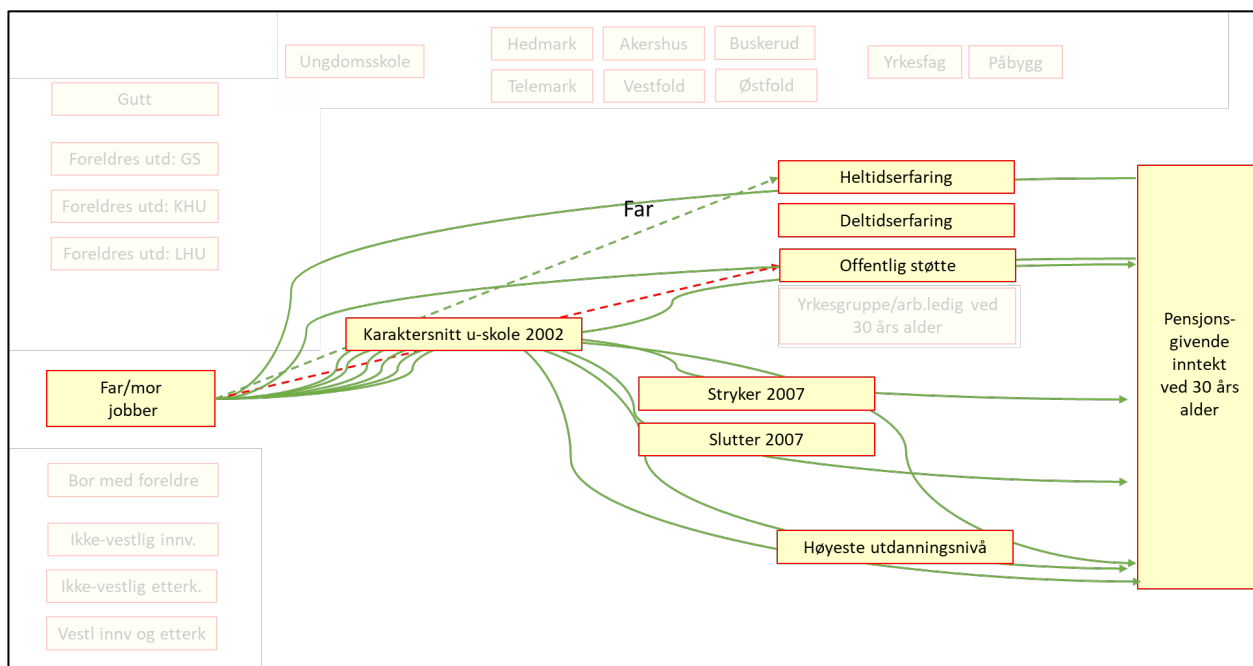 Ungdomsskole
Hedmark
Akershus
Buskerud
Telemark
Vestfold
Østfold
Yrkesfag
Påbygg
Gutt
Foreldres utd: GS
Foreldres utd: KHU
Foreldres utd: LHU
Far/mor
jobber
Bor med foreldre
Ikke-vestlig innv.
Ikke-vestlig etterk.
Vestl innv og etterk
Far
Karaktersnitt u-skole 2002
Heltidserfaring
Deltidserfaring
Offentlig støtte
Yrkesgruppe/arb.ledig ved
30 års alder
Stryker 2007
Slutter 2007
Høyeste utdanningsnivå
Pensjons-
givende
inntekt
ved 30 års
alder